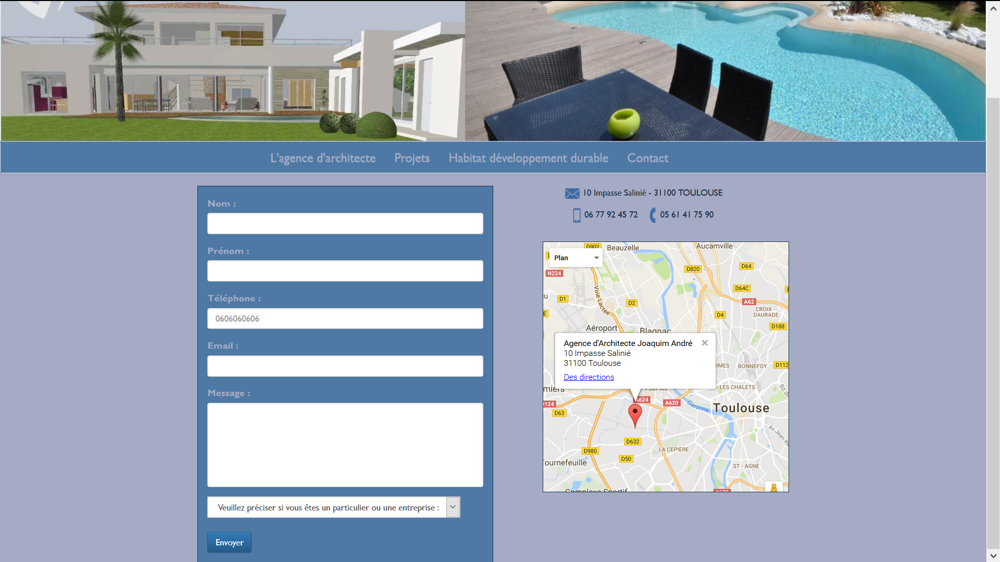 L'agence d'architecte Projets Habitat développement durable Contact
Nom :
Prénom :
Téléphone :
0606060606
Email :
Message :
Veuillez préciser si vous êtes un particulier ou une entreprise :
Envoyer
10 Impasse Salinié - 31100 TOULOUSE
06 77 92 45 72 05 61 41 75 90
D902 Beauzelle Aucamville
Plan
D820 D64
N224
D64C
Voie Lactée
D1 D2 A62
CROIX -
DAURADE
D4
D188
Aéroport Blagnac
Agence d'Architecte Joaquim André
10 Impasse Salinié
31100 Toulouse
Des directions
D112
BONNEFOY
LES CHALETS
PURPAN
A624 A620
Garonne Toulouse
D63
D632
LA CEPIERE
D980
D50
Tournefeuille
ST - AGNE
Complexe Sportif